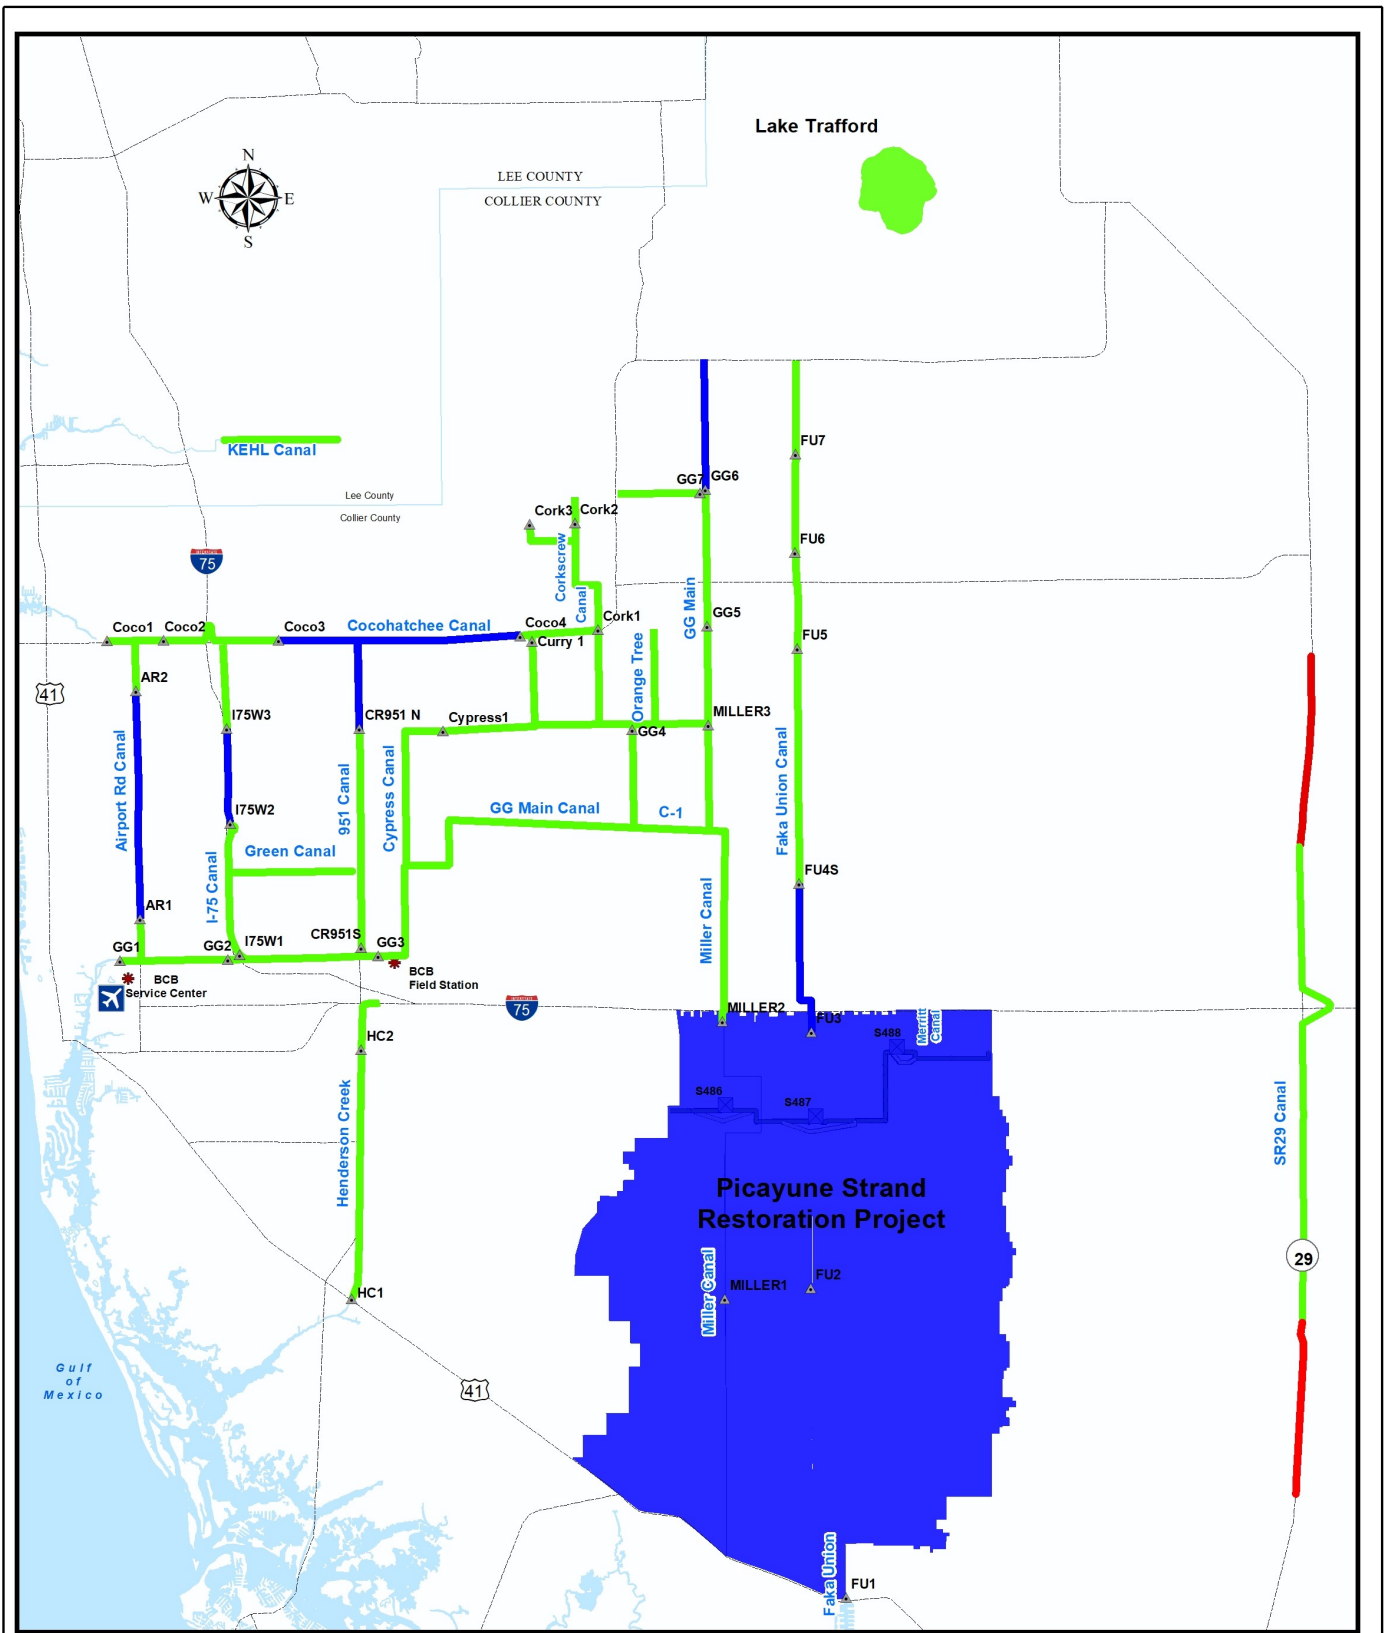 Lake Trafford
N
W
E
S
LEE COUNTY
COLLIER COUNTY
KEHL Canal
FU7
GG7
GG6
Lee County
Collier County
Cork3
Cork2
FU6
75
Corkscrew
Canal
GG Main
Coco1
Coco2
Coco3
Cocohatchee Canal
Coco4
Cork1
GG5
Curry 1
FU5
Orange Tree
AR2
41
I75W3
CR951 N
Cypress1
GG4
MILLER3
Airport Rd Canal
951 Canal
Cypress Canal
Faka Union Canal
I75W2
GG Main Canal
C-1
Green Canal
I-75 Canal
FU4S
Miller Canal
AR1
GG1
GG2
I75W1
CR951S
GG3
BCB
Service Center
BCB
Field Station
75
MILLER2
FU3
Merritt
Canal
S488
HC2
S486
S487
Henderson Creek
SR29 Canal
Picayune Strand
Restoration Project
29
Miller Canal
MILLER1
FU2
HC1
Gulf
of
Mexico
41
Faka Union
FU1